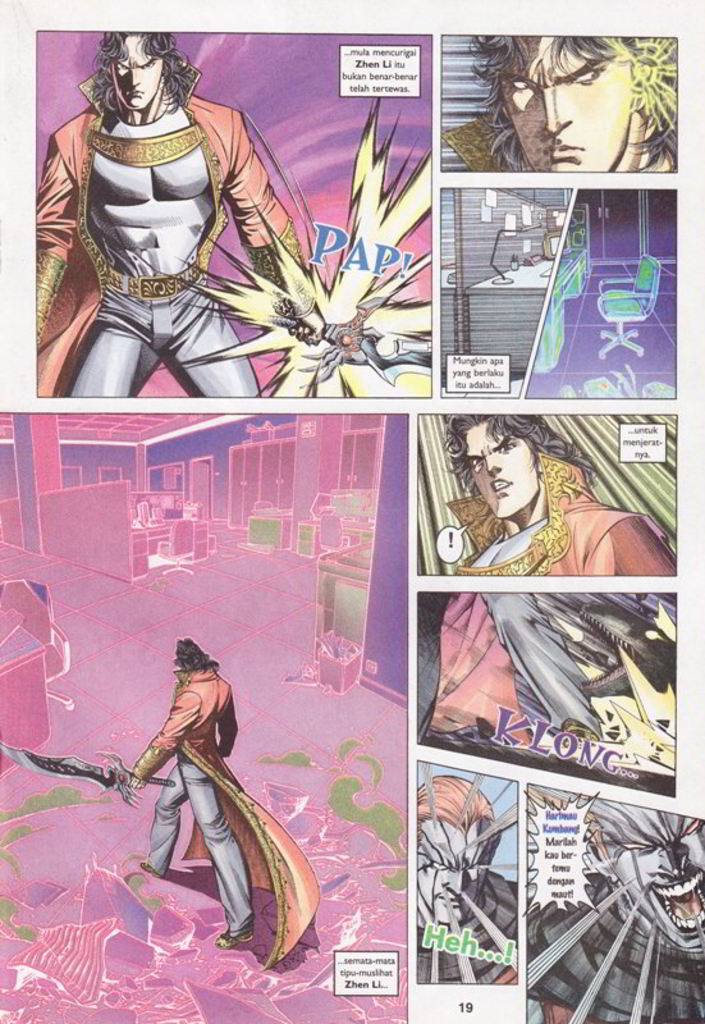 ...mula mencurigai
Zhen Li itu
bukan benar-benar
telah tertewas.
PAP!
Mungkin apa
yang berlaku
itu adalah...
...semata-mata
tipu-muslihat
Zhen Li...
...untuk
menjerat-
nya.
!
KLONG...
Heh...!
Harimau
Kumbang!
Marilah
kau ber-
temu
dengan
19